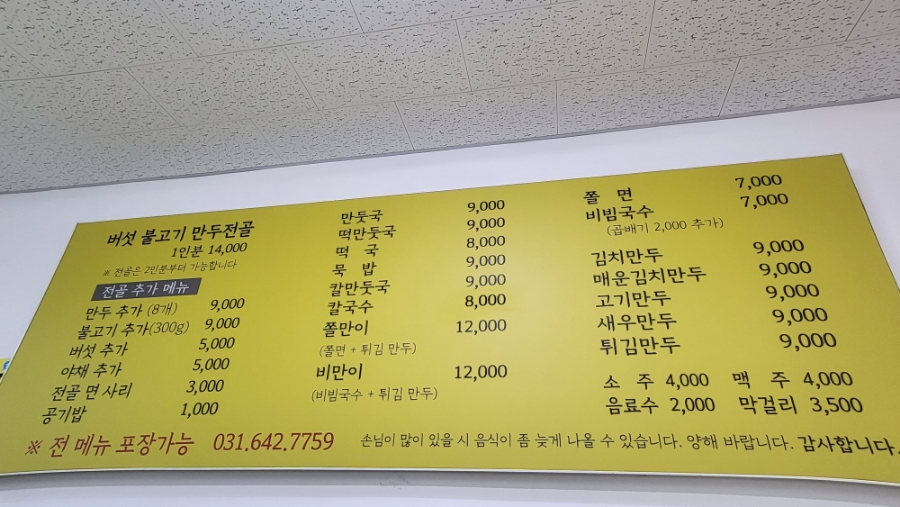 버섯 불고기 만두전골
1인분 14,000
※ 전골은 2인분부터 가능합니다
전골 추가 메뉴
만두 추가 (8개) 9,000
불고기 추가(300g) 9,000
버섯 추가 5,000
야채 추가 5,000
전골 면 사리 3,000
공기밥 1,000
만둣국 9,000
떡만둣국 9,000
떡 국 8,000
묵 밥 9,000
칼만둣국 9,000
칼국수 8,000
쫄만이 12,000
(쫄면 + 튀김 만두)
비만이 12,000
(비빔국수 + 튀김 만두)
쫄 면 7,000
비빔국수 7,000
(곱배기 2,000 추가)
김치만두 9,000
매운김치만두 9,000
고기만두 9,000
새우만두 9,000
튀김만두 9,000
소 주 4,000 맥 주 4,000
음료수 2,000 막걸리 3,500
※ 전 메뉴 포장가능 031.642.7759 손님이 많이 있을 시 음식이 좀 늦게 나올 수 있습니다. 양해 바랍니다. 감사합니다.